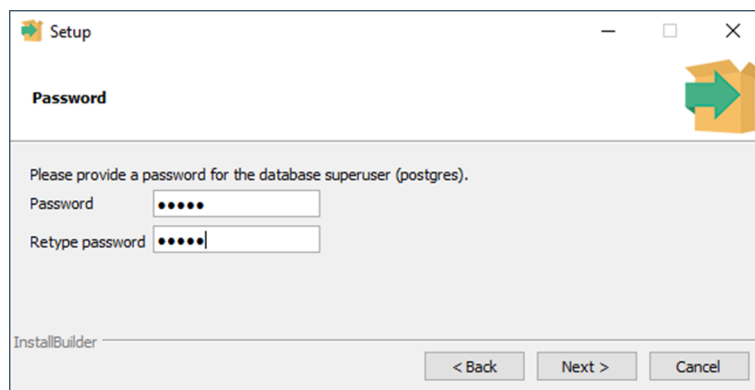 Setup
Password
Please provide a password for the database superuser (postgres).
Password •••••
Retype password •••••
InstallBuilder
< Back Next > Cancel